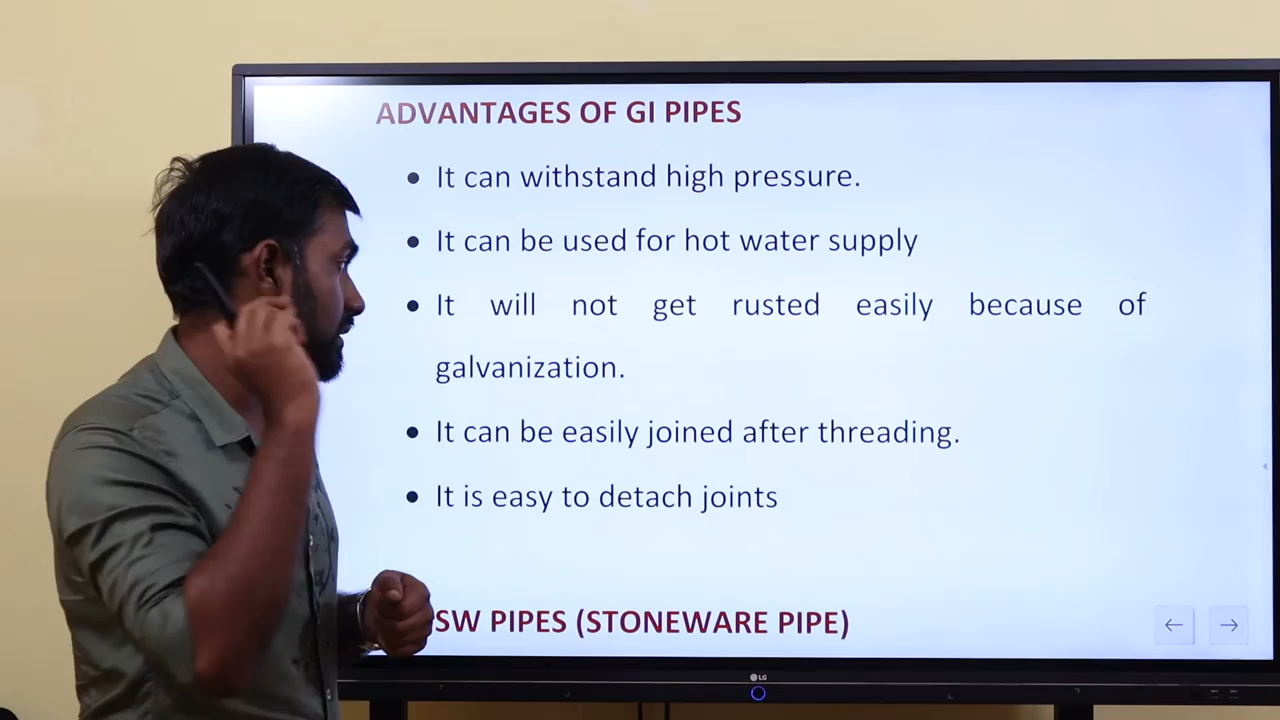 ADVANTAGES OF GI PIPES
• It can withstand high pressure.
• It can be used for hot water supply
• It will not get rusted easily because of
galvanization.
• It can be easily joined after threading.
• It is easy to detach joints
SW PIPES (STONEWARE PIPE)
LG